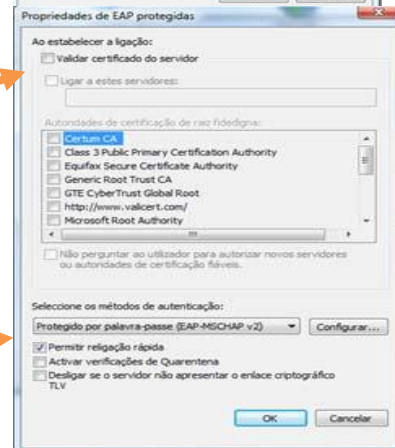 Propriedades de EAP protegidas
Ao estabelecer a ligação:
Validar certificado do servidor
Ligar a estes servidores:
Autoridades de certificação de raiz fidedigna:
Certum CA
Class 3 Public Primary Certification Authority
Equifax Secure Certificate Authority
Generic Root Trust CA
GTE CyberTrust Global Root
http://www.valicert.com/
Microsoft Root Authority
Não perguntar ao utilizador para autorizar novos servidores
ou autoridades de certificação fiáveis.
Seleccione os métodos de autenticação:
Protegido por palavra-passe (EAP-MSCHAP v2) Configurar...
Permitir religação rápida
Activar verificações de Quarentena
Desligar se o servidor não apresentar o enlace criptográfico
TLV
OK Cancelar